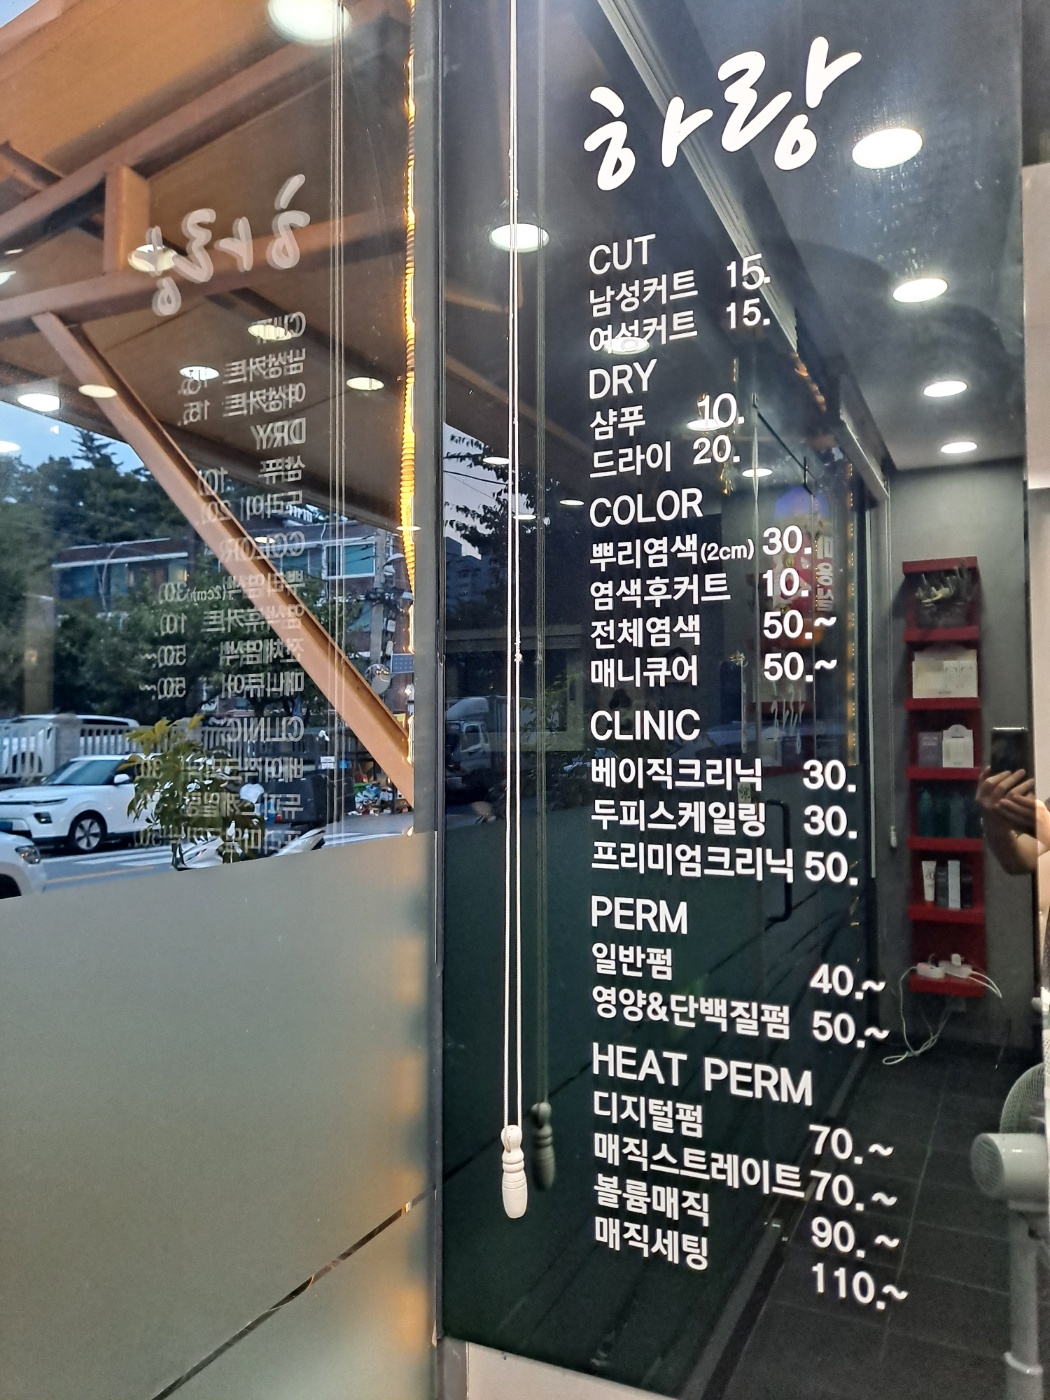 하랑
CUT
남성커트 15.
여성커트 15.
DRY
샴푸 10.
드라이 20.
COLOR
뿌리염색(2cm) 30.
염색후커트 10.
전체염색 50.~
매니큐어 50.~
CLINIC
베이직크리닉 30.
두피스케일링 30.
프리미엄크리닉 50.
PERM
일반펌 40.~
영양&단백질펌 50.~
HEAT PERM
디지털펌 70.~
매직스트레이트 70.~
볼륨매직 90.~
매직세팅 110.~